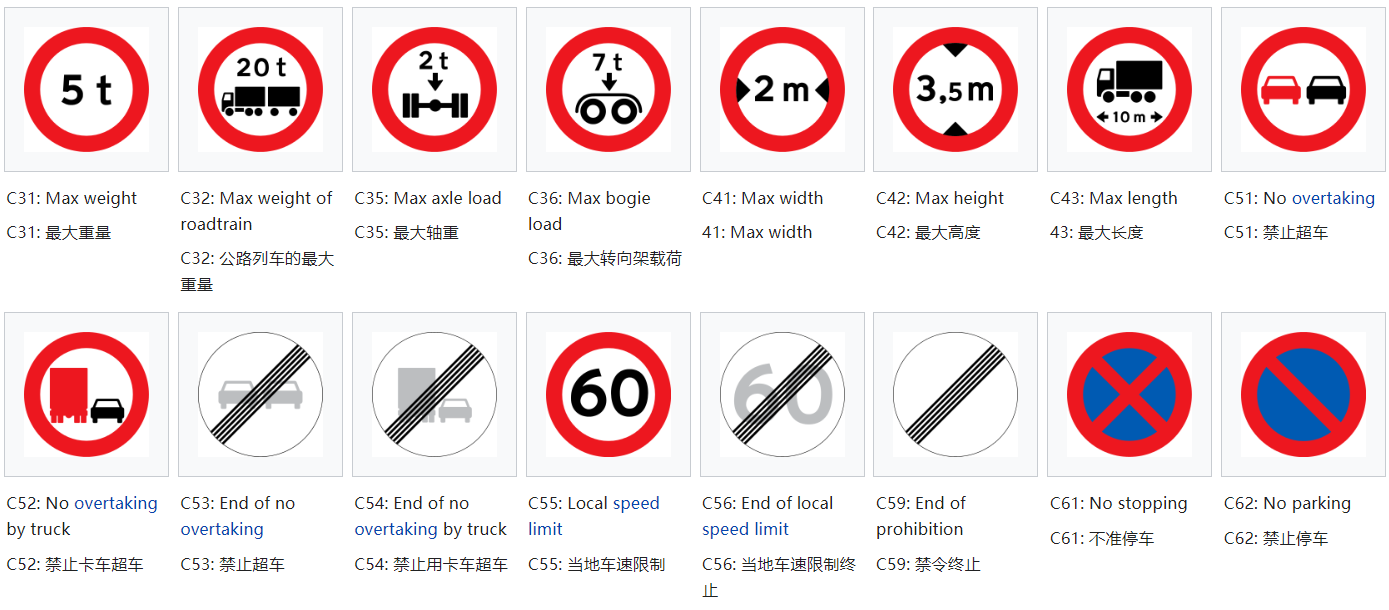 5 t
20 t
2 t
7 t
2 m
3,5 m
10 m
C31: Max weight
C31: 最大重量
C32: Max weight of
roadtrain
C32: 公路列车的最大
重量
C35: Max axle load
C35: 最大轴重
C36: Max bogie
load
C36: 最大转向架载荷
C41: Max width
41: Max width
C42: Max height
C42: 最大高度
C43: Max length
43: 最大长度
C51: No overtaking
C51: 禁止超车
60
60
C52: No overtaking
by truck
C52: 禁止卡车超车
C53: End of no
overtaking
C53: 禁止超车
C54: End of no
overtaking by truck
C54: 禁止用卡车超车
C55: Local speed
limit
C55: 当地车速限制
C56: End of local
speed limit
C56: 当地车速限制终
止
C59: End of
prohibition
C59: 禁令终止
C61: No stopping
C61: 不准停车
C62: No parking
C62: 禁止停车